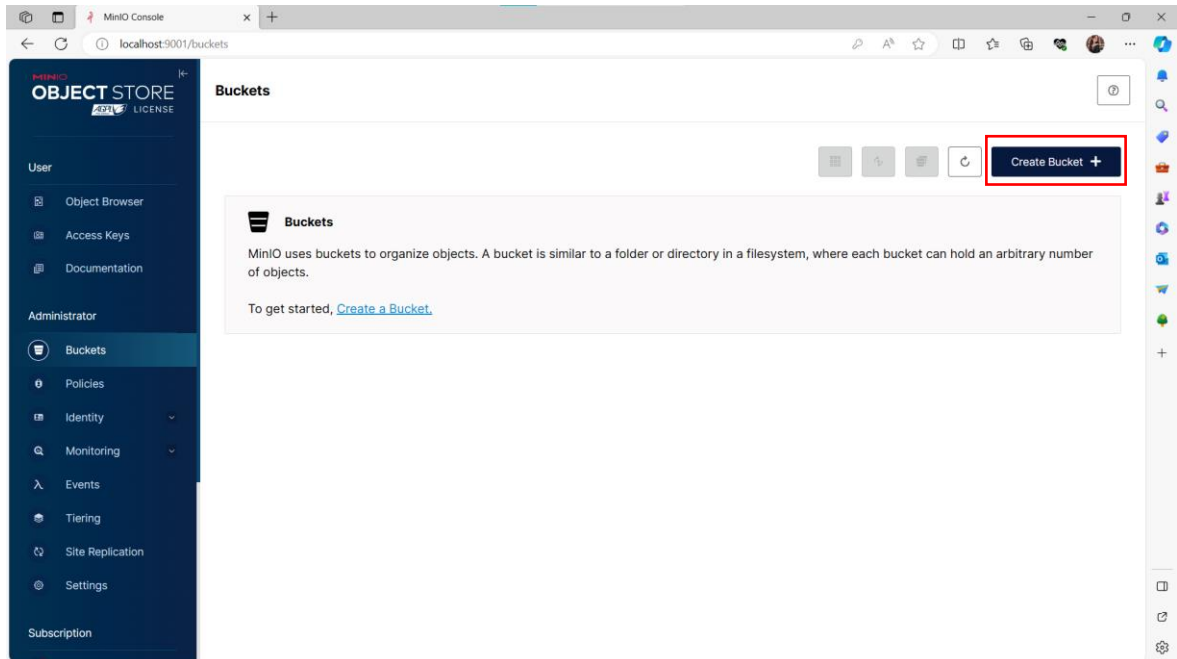 MinIO Console
localhost:9001/buckets
MINIO
OBJECT STORE
AGPLv3 LICENSE
Buckets
User
Object Browser
Access Keys
Documentation
Administrator
Buckets
Policies
Identity
Monitoring
Events
Tiering
Site Replication
Settings
Subscription
Create Bucket +
Buckets
MinIO uses buckets to organize objects. A bucket is similar to a folder or directory in a filesystem, where each bucket can hold an arbitrary number
of objects.
To get started, Create a Bucket.